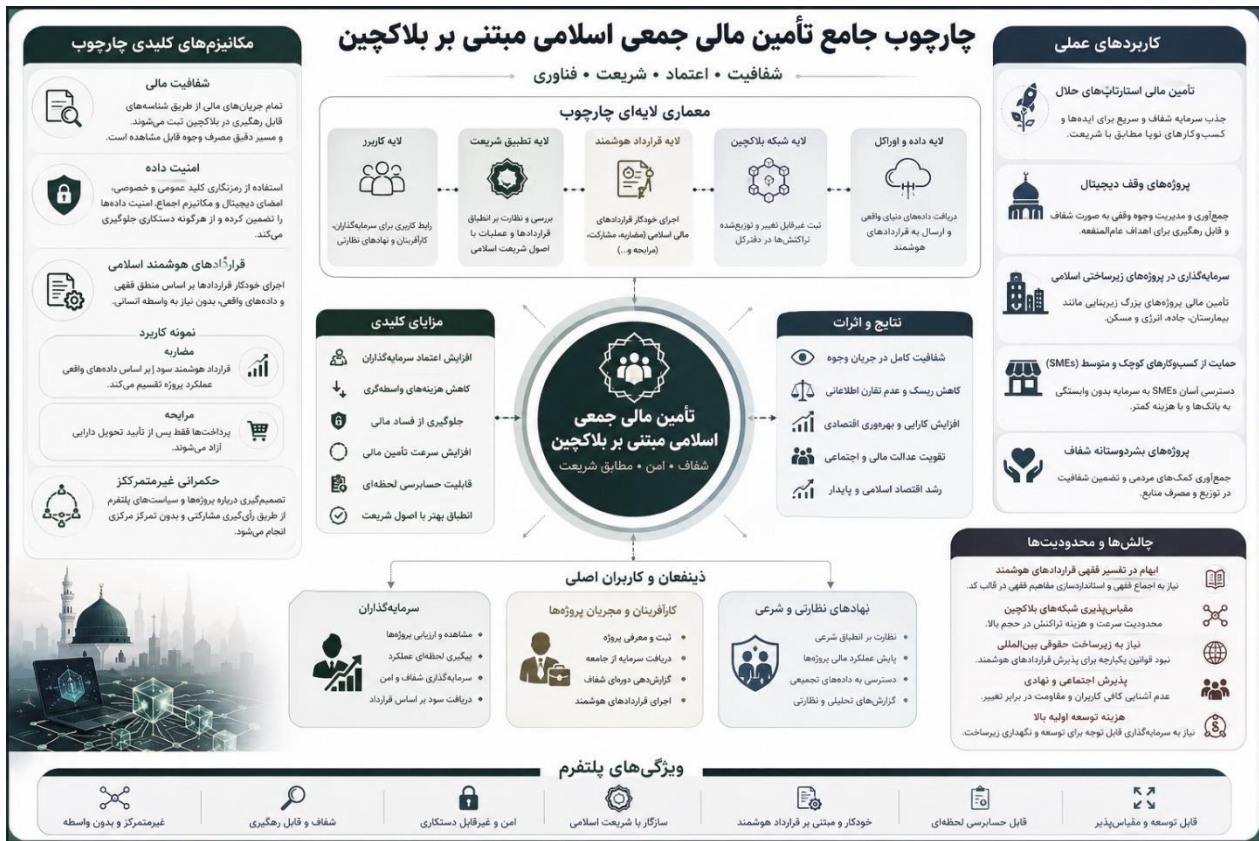 چارچوب جامع تأمین مالی جمعی اسلامی مبتنی بر بلاکچین
شفافیت • اعتماد • شریعت • فناوری
کاربردهای عملی
تأمین مالی استارتاپ‌های حلال
جذب سرمایه شفاف و سریع برای ایده‌ها و
کسب‌وکارهای نوپا مطابق با شریعت.
پروژه‌های وقف دیجیتال
جمع‌آوری و مدیریت وجوه وقفی به صورت شفاف
و قابل رهگیری برای اهداف عام‌المنفعه.
سرمایه‌گذاری در پروژه‌های زیرساختی اسلامی
تأمین مالی پروژه‌های بزرگ زیربنایی مانند
بیمارستان، جاده، انرژی و مسکن.
حمایت از کسب‌وکارهای کوچک و متوسط (SMEs)
دسترسی آسان SMEs به سرمایه بدون وابستگی
به بانک‌ها و با هزینه کمتر.
پروژه‌های بشردوستانه شفاف
جمع‌آوری کمک‌های مردمی و تضمین شفافیت
در توزیع و مصرف منابع.
معماری لایه‌ای چارچوب
لایه داده و اوراکل
دریافت داده‌های دنیای واقعی
و ارسال به قراردادهای
هوشمند
لایه شبکه بلاکچین
ثبت غیرقابل تغییر و توزیع‌شده
تراکنش‌ها در دفترکل
لایه قرارداد هوشمند
اجرای خودکار قراردادهای
مالی اسلامی (مضاربه، مشارکت،
مرابحه و...)
لایه تطبیق شریعت
بررسی و نظارت بر انطباق
قراردادها و عملیات با
اصول شریعت اسلامی
لایه کاربرر
رابط کاربری برای سرمایه‌گذاران،
کارآفرینان و نهادهای نظارتی
مکانیزم‌های کلیدی چارچوب
شفافیت مالی
تمام جریان‌های مالی از طریق شناسه‌های
قابل رهگیری در بلاکچین ثبت می‌شوند.
و مسیر دقیق مصرف وجوه قابل مشاهده است.
امنیت داده
استفاده از رمزنگاری کلید عمومی و خصوصی،
امضای دیجیتال و مکانیزم اجماع، امنیت داده‌ها
را تضمین کرده و از هرگونه دستکاری جلوگیری
می‌کند.
قراردادهای هوشمند اسلامی
اجرای خودکار قراردادها بر اساس منطق فقهی
و داده‌های واقعی، بدون نیاز به واسطه انسانی.
نمونه کاربرد
مضاربه
قرارداد هوشمند سود را بر اساس داده‌های واقعی
عملکرد پروژه تقسیم می‌کند.
مرابحه
پرداخت‌ها فقط پس از تأیید تحویل دارایی
آزاد می‌شوند.
حکمرانی غیرمتمرککز
تصمیم‌گیری درباره پروژه‌ها و سیاست‌های پلتفرم
از طریق رأی‌گیری مشارکتی و بدون تمرکز مرکزی
انجام می‌شود.
نتایج و اثرات
شفافیت کامل در جریان وجوه
کاهش ریسک و عدم تقارن اطلاعاتی
افزایش کارایی و بهره‌وری اقتصادی
تقویت عدالت مالی و اجتماعی
رشد اقتصاد اسلامی و پایدار
تأمین مالی جمعی
اسلامی مبتنی بر بلاکچین
شفاف • امن • مطابق شریعت
مزایای کلیدی
افزایش اعتماد سرمایه‌گذاران
کاهش هزینه‌های واسطه‌گری
جلوگیری از فساد مالی
افزایش سرعت تأمین مالی
قابلیت حسابرسی لحظه‌ای
انطباق بهتر با اصول شریعت
چالش‌ها و محدودیت‌ها
ابهام در تفسیر فقهی قراردادهای هوشمند
نیاز به اجماع فقهی و استانداردسازی مفاهیم فقهی در قالب کد.
مقیاس‌پذیری شبکه‌های بلاکچین
محدودیت سرعت و هزینه تراکنش در حجم بالا.
نیاز به زیرساخت حقوقی بین‌المللی
نبود قوانین یکپارچه برای پذیرش قراردادهای هوشمند.
پذیرش اجتماعی و نهادی
عدم آشنایی کافی کاربران و مقاومت در برابر تغییر.
هزینه توسعه اولیه بالا
نیاز به سرمایه‌گذاری قابل توجه برای توسعه و نگهداری زیرساخت.
ذینفعان و کاربران اصلی
نهادهای نظارتی و شرعی
• نظارت بر انطباق شرعی
• پایش عملکرد مالی پروژه‌ها
• دسترسی به داده‌های تجمیعی
• گزارش‌های تحلیلی و نظارتی
کارآفرینان و مجریان پروژه‌ها
• ثبت و معرفی پروژه
• دریافت سرمایه از جامعه
• گزارش‌دهی دوره‌ای شفاف
• اجرای قراردادهای هوشمند
سرمایه‌گذاران
• مشاهده و ارزیابی پروژه‌ها
• پیگیری لحظه‌ای عملکرد
• سرمایه‌گذاری شفاف و امن
• دریافت سود بر اساس قرارداد
ویژگی‌های پلتفرم
قابل توسعه و مقیاس‌پذیر
قابل حسابرسی لحظه‌ای
خودکار و مبتنی بر قرارداد هوشمند
سازگار با شریعت اسلامی
امن و غیرقابل دستکاری
شفاف و قابل رهگیری
غیرمتمرکز و بدون واسطه